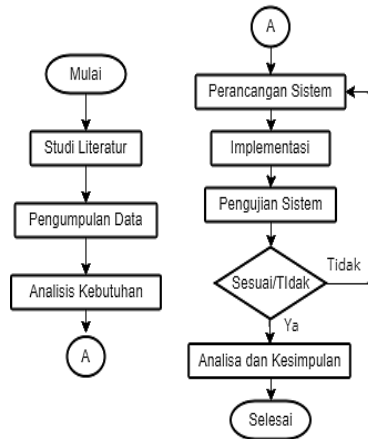 Mulai
Studi Literatur
Pengumpulan Data
Analisis Kebutuhan
A
A
Perancangan Sistem
Implementasi
Pengujian Sistem
Sesuai/TIdak
Tidak
Ya
Analisa dan Kesimpulan
Selesai